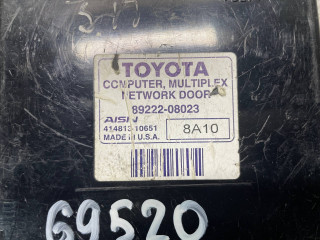 TOYOTA
COMPUTER, MULTIPLEX
NETWORK DOOR
89222-08023
AISIN
414813-10651
8A10
MADE IN U.S.A.
69520